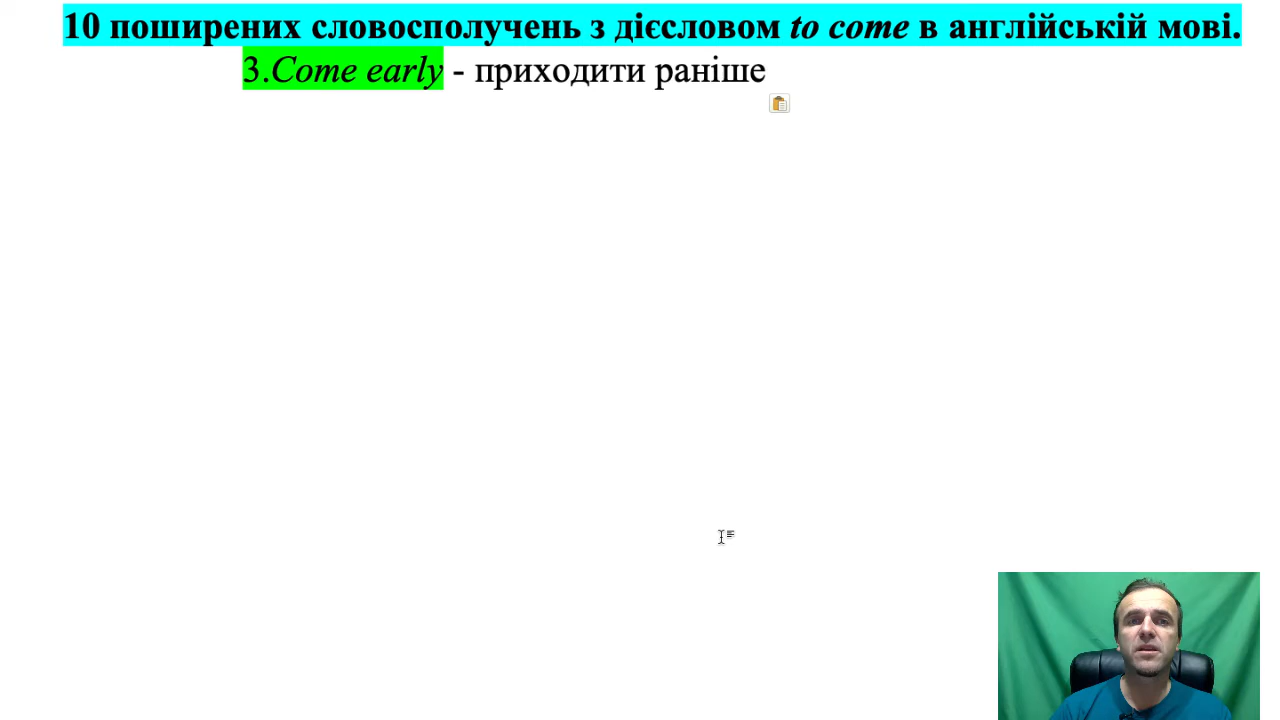 10 поширених словосполучень з дієсловом to come в англійській мові.
3.Come early - приходити раніше